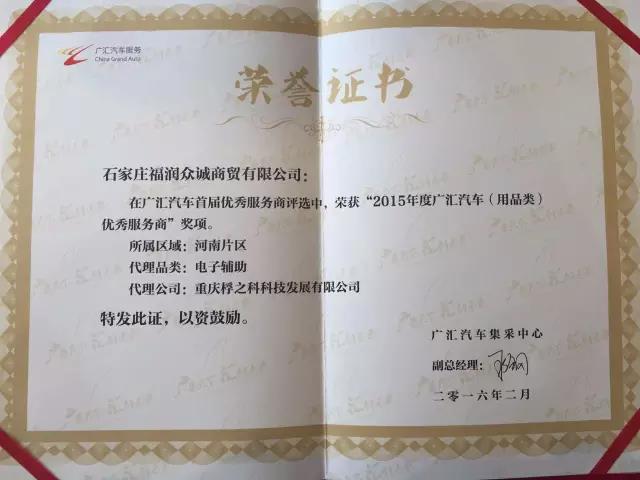 广汇汽车服务
China Grand Auto
荣誉证书
石家庄福润众诚商贸有限公司：
在广汇汽车首届优秀服务商评选中，荣获“2015年度广汇汽车（用品类）
优秀服务商”奖项。
所属区域：河南片区
代理品类：电子辅助
代理公司：重庆桴之科科技发展有限公司
特发此证，以资鼓励。
广汇汽车集采中心
副总经理：
二零一六年二月